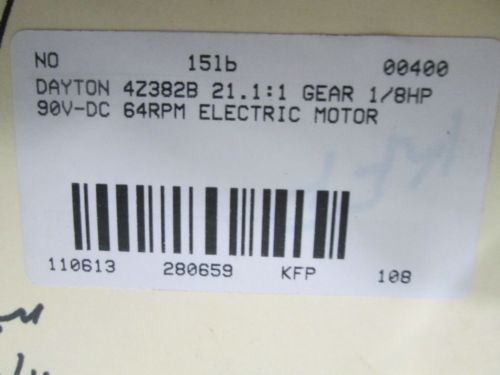 NO 15lb 00400
DAYTON 4Z382B 21.1:1 GEAR 1/8HP
90V-DC 64RPM ELECTRIC MOTOR
110613 280659 KFP 108